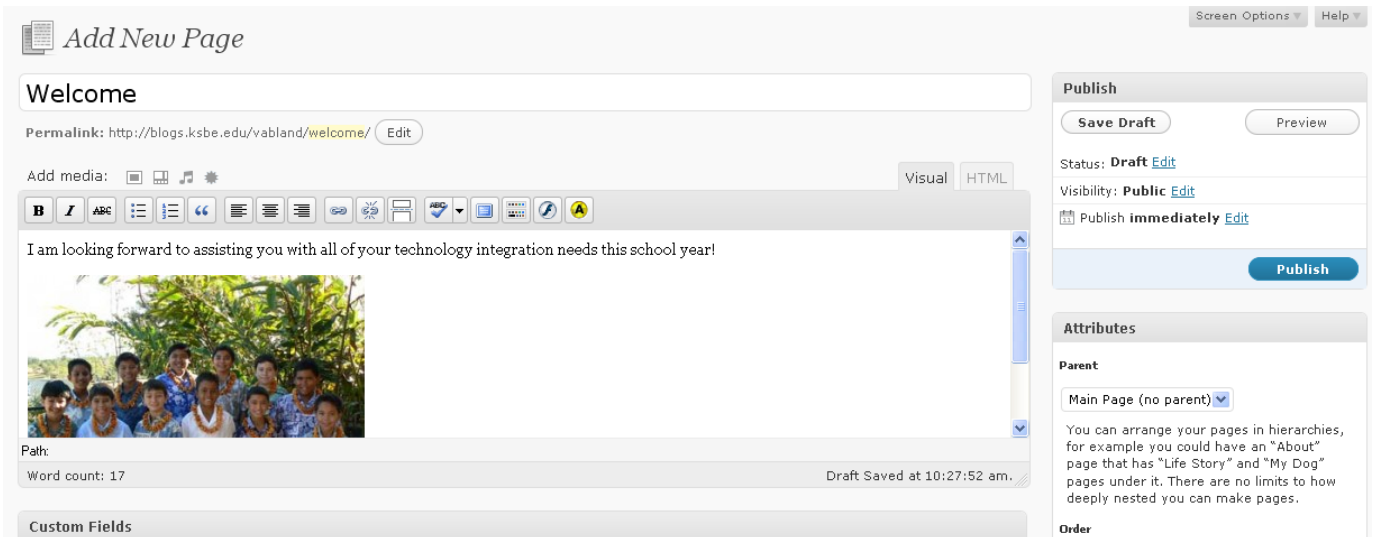 Screen Options Help
Add New Page
Welcome
Permalink: http://blogs.ksbe.edu/vabland/welcome/ Edit
Add media:
Visual HTML
B I ABC ABC
I am looking forward to assisting you with all of your technology integration needs this school year!
Path:
Word count: 17 Draft Saved at 10:27:52 am.
Custom Fields
Publish
Save Draft Preview
Status: Draft Edit
Visibility: Public Edit
11 Publish immediately Edit
Publish
Attributes
Parent
Main Page (no parent)
You can arrange your pages in hierarchies,
for example you could have an "About"
page that has "Life Story" and "My Dog"
pages under it. There are no limits to how
deeply nested you can make pages.
Order